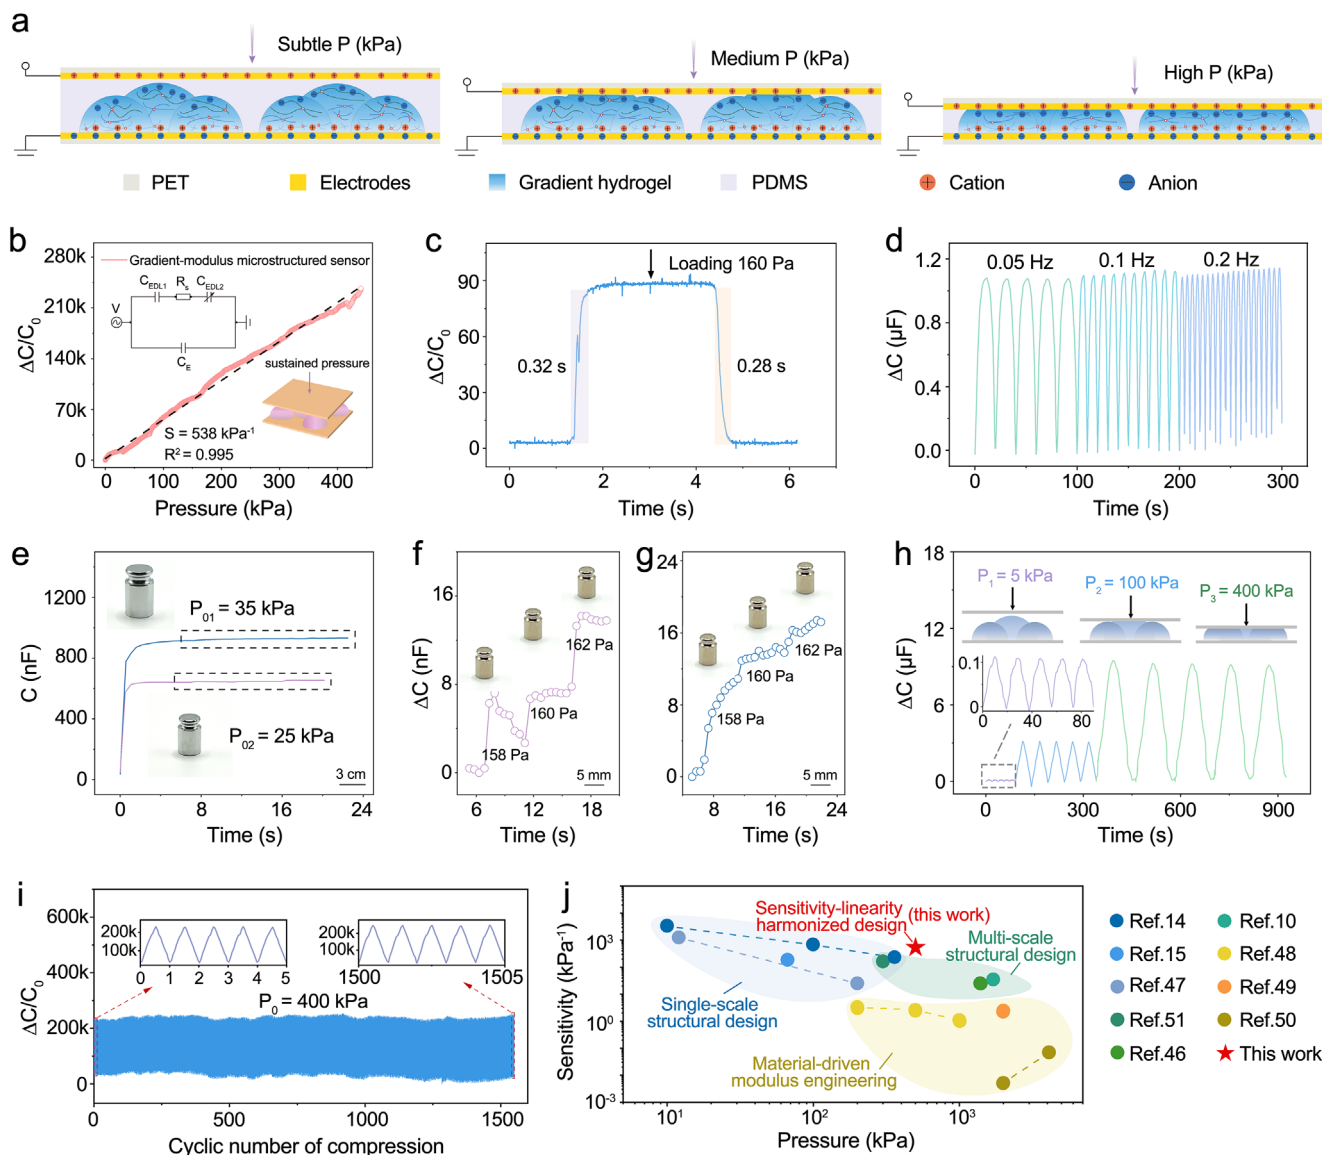 a
Subtle P (kPa)
Medium P (kPa)
High P (kPa)
PET
Electrodes
Gradient hydrogel
PDMS
Cation
Anion
b
280k
210k
140k
70k
0
ΔC/C0
Gradient-modulus microstructured sensor
CEDL1
Rs
CEDL2
V
CE
sustained pressure
S = 538 kPa-1
R2 = 0.995
0 100 200 300 400
Pressure (kPa)
c
90
60
30
0
ΔC/C0
Loading 160 Pa
0.32 s
0.28 s
0 2 4 6
Time (s)
d
1.2
0.8
0.4
0.0
ΔC (μF)
0.05 Hz
0.1 Hz
0.2 Hz
0 100 200 300
Time (s)
e
1200
800
400
0
C (nF)
P01 = 35 kPa
P02 = 25 kPa
3 cm
0 8 16 24
Time (s)
f
16
8
0
ΔC (nF)
158 Pa
160 Pa
162 Pa
5 mm
6 12 18
Time (s)
g
24
16
8
0
158 Pa
160 Pa
162 Pa
5 mm
8 16 24
Time (s)
h
18
12
6
0
ΔC (μF)
P1 = 5 kPa
P2 = 100 kPa
P3 = 400 kPa
0.1
0
0 40 80
0 300 600 900
Time (s)
i
600k
400k
200k
0
ΔC/C0
200k
100k
0 1 2 3 4 5
200k
100k
1500 1505
P0 = 400 kPa
0 500 1000 1500
Cyclic number of compression
j
103
100
10-3
Sensitivity (kPa-1)
Sensitivity-linearity
harmonized design (this work)
Multi-scale
structural design
Single-scale
structural design
Material-driven
modulus engineering
101 102 103
Pressure (kPa)
Ref.14
Ref.15
Ref.47
Ref.51
Ref.46
Ref.10
Ref.48
Ref.49
Ref.50
This work